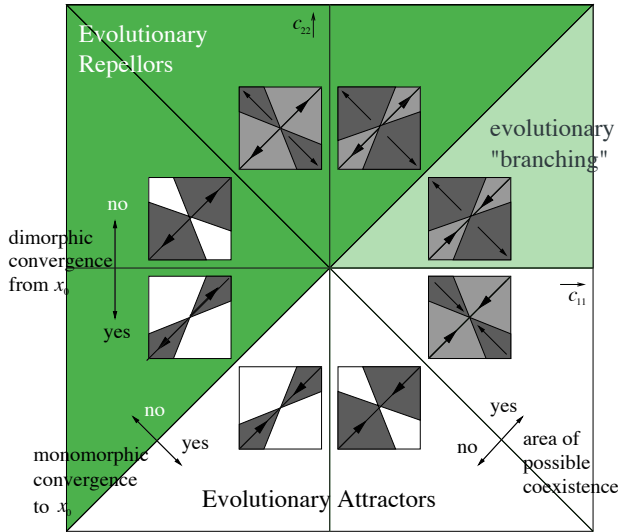 Evolutionary
Repellors
c22
evolutionary
"branching"
no
dimorphic
convergence
from x0
yes
c11
no
yes
monomorphic
convergence
to x0
Evolutionary Attractors
yes
no
area of
possible
coexistence